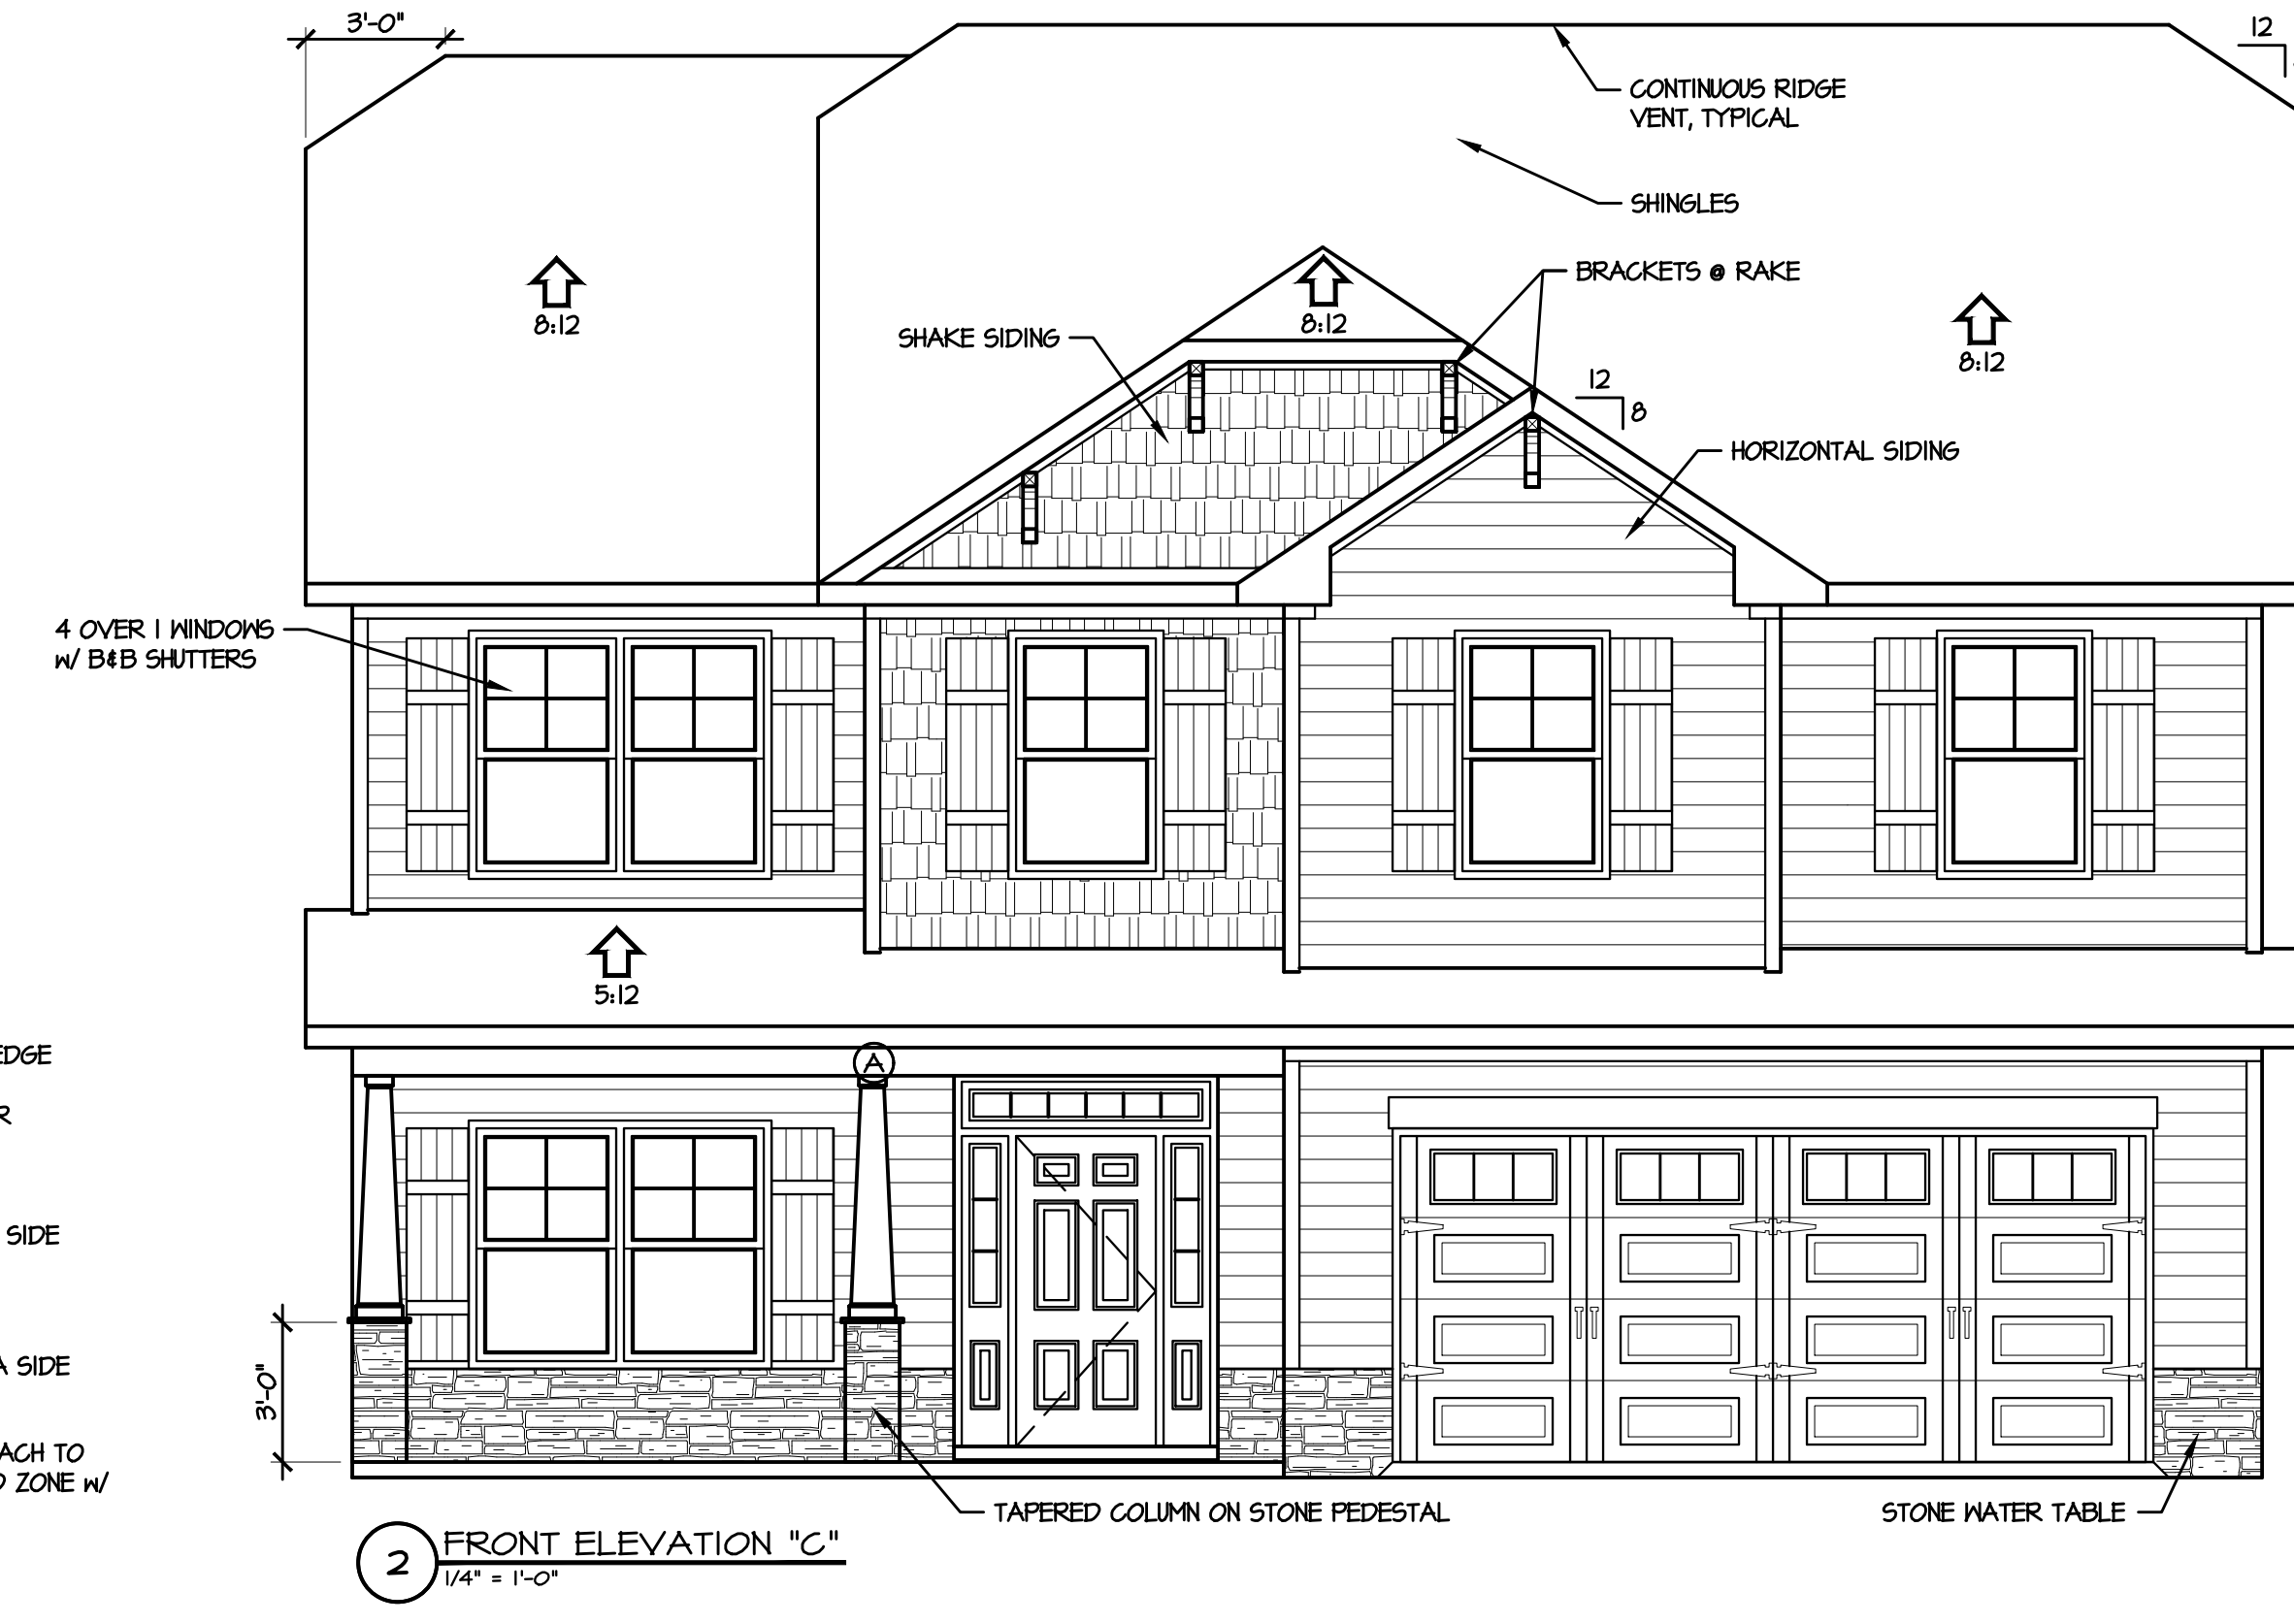 3'-0"
12
CONTINUOUS RIDGE
VENT, TYPICAL
SHINGLES
BRACKETS @ RAKE
8:12
8:12
SHAKE SIDING
8:12
12
8
HORIZONTAL SIDING
4 OVER 1 WINDOWS
w/ B&B SHUTTERS
5:12
EDGE
A
R
SIDE
A SIDE
3'-0"
ACH TO
ZONE w/
TAPERED COLUMN ON STONE PEDESTAL
STONE WATER TABLE
2
FRONT ELEVATION "C"
1/4" = 1'-0"